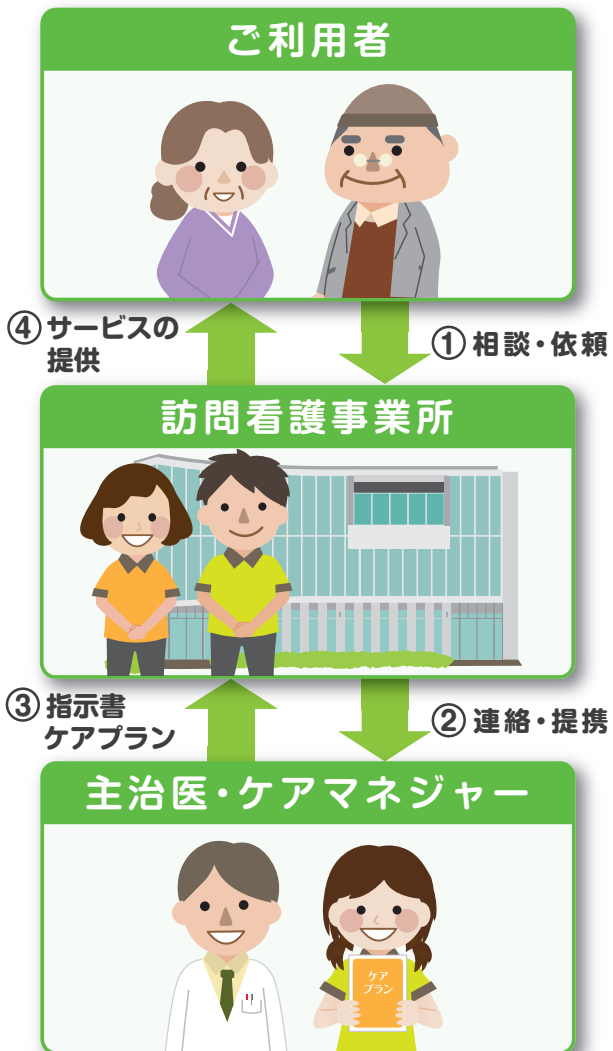 ご利用者
④サービスの
提供
①相談・依頼
訪問看護事業所
③指示書
ケアプラン
②連絡・提携
主治医・ケアマネジャー
ケア
プラン